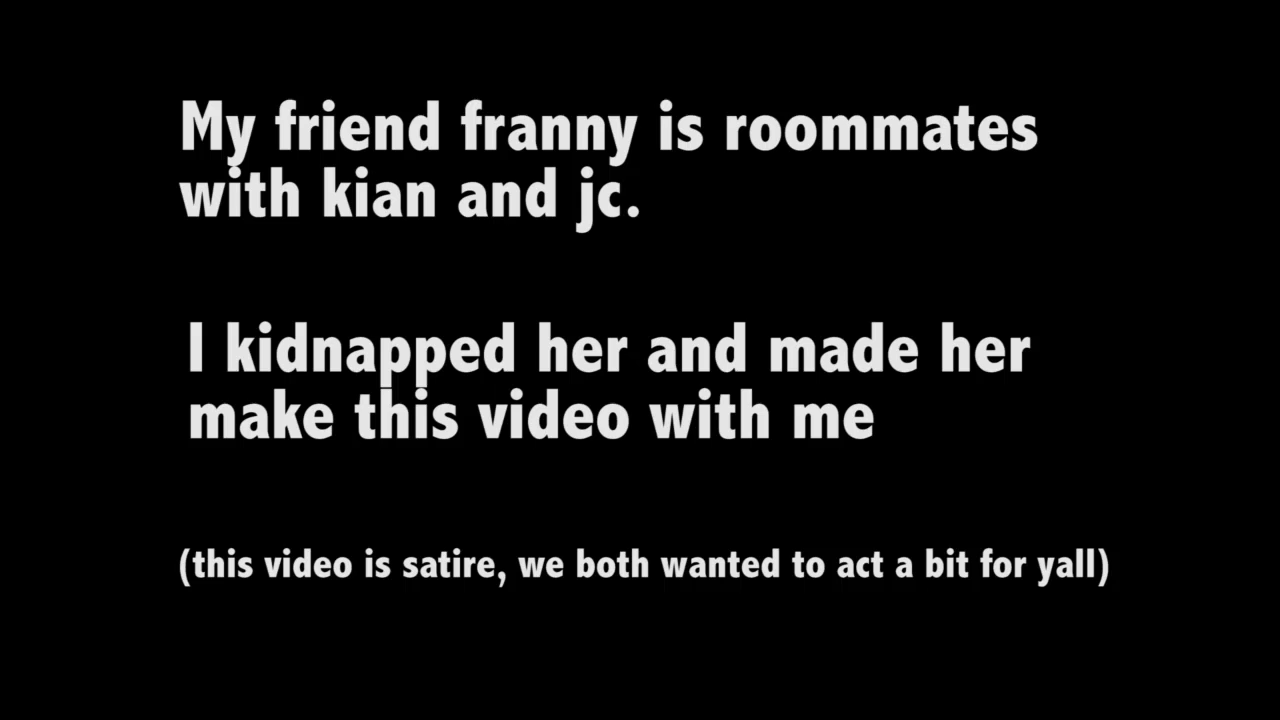 My friend franny is roommates
with kian and jc.
I kidnapped her and made her
make this video with me
(this video is satire, we both wanted to act a bit for yall)